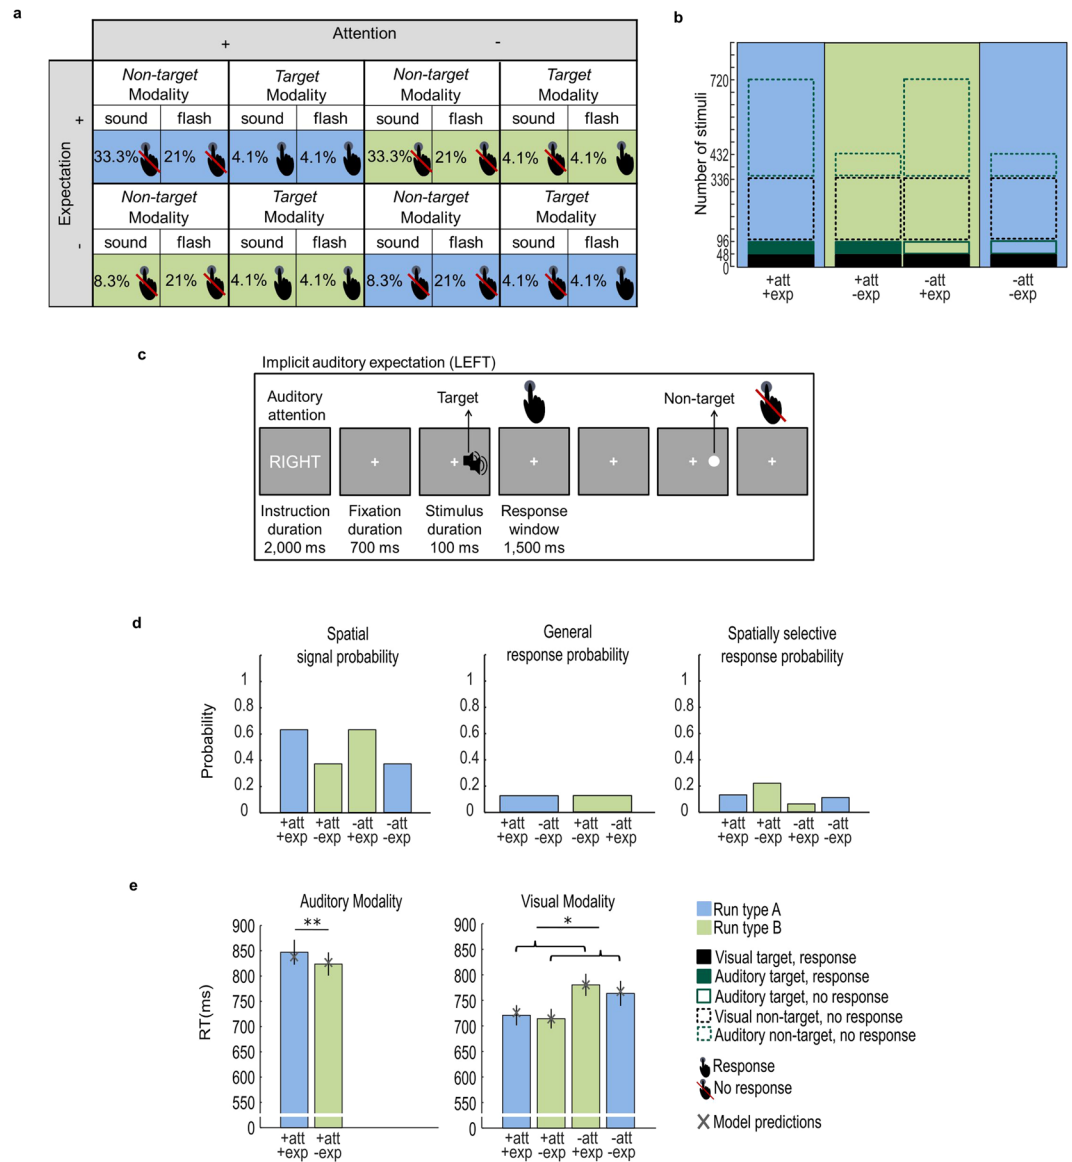 a
Attention
+ -
Expectation
+
-
Non-target Modality
Target Modality
Non-target Modality
Target Modality
sound flash sound flash sound flash sound flash
33.3% 21% 4.1% 4.1% 33.3% 21% 4.1% 4.1%
Non-target Modality
Target Modality
Non-target Modality
Target Modality
sound flash sound flash sound flash sound flash
8.3% 21% 4.1% 4.1% 8.3% 21% 4.1% 4.1%
b
Number of stimuli
720
432
336
96
48
0
+att +att -att -att
+exp -exp +exp -exp
c
Implicit auditory expectation (LEFT)
Auditory
attention
Target
Non-target
RIGHT
+ + + + + +
Instruction
duration
2,000 ms
Fixation
duration
700 ms
Stimulus
duration
100 ms
Response
window
1,500 ms
d
Spatial
signal probability
Probability
1
0.8
0.6
0.4
0.2
0
+att +att -att -att
+exp -exp +exp -exp
General
response probability
1
0.8
0.6
0.4
0.2
0
+att -att +att -att
+exp -exp -exp +exp
Spatially selective
response probability
1
0.8
0.6
0.4
0.2
0
+att +att -att -att
+exp -exp +exp -exp
e
Auditory Modality
RT(ms)
900
850
800
750
700
650
600
550
0
**
+att +att
+exp -exp
Visual Modality
900
850
800
750
700
650
600
550
0
*
+att +att -att -att
+exp -exp +exp -exp
Run type A
Run type B
Visual target, response
Auditory target, response
Auditory target, no response
Visual non-target, no response
Auditory non-target, no response
Response
No response
Model predictions